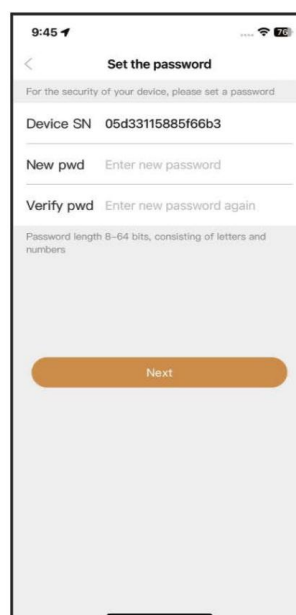 9:45
76
Set the password
For the security of your device, please set a password
Device SN 05d33115885f66b3
New pwd Enter new password
Verify pwd Enter new password again
Password length 8-64 bits, consisting of letters and
numbers
Next